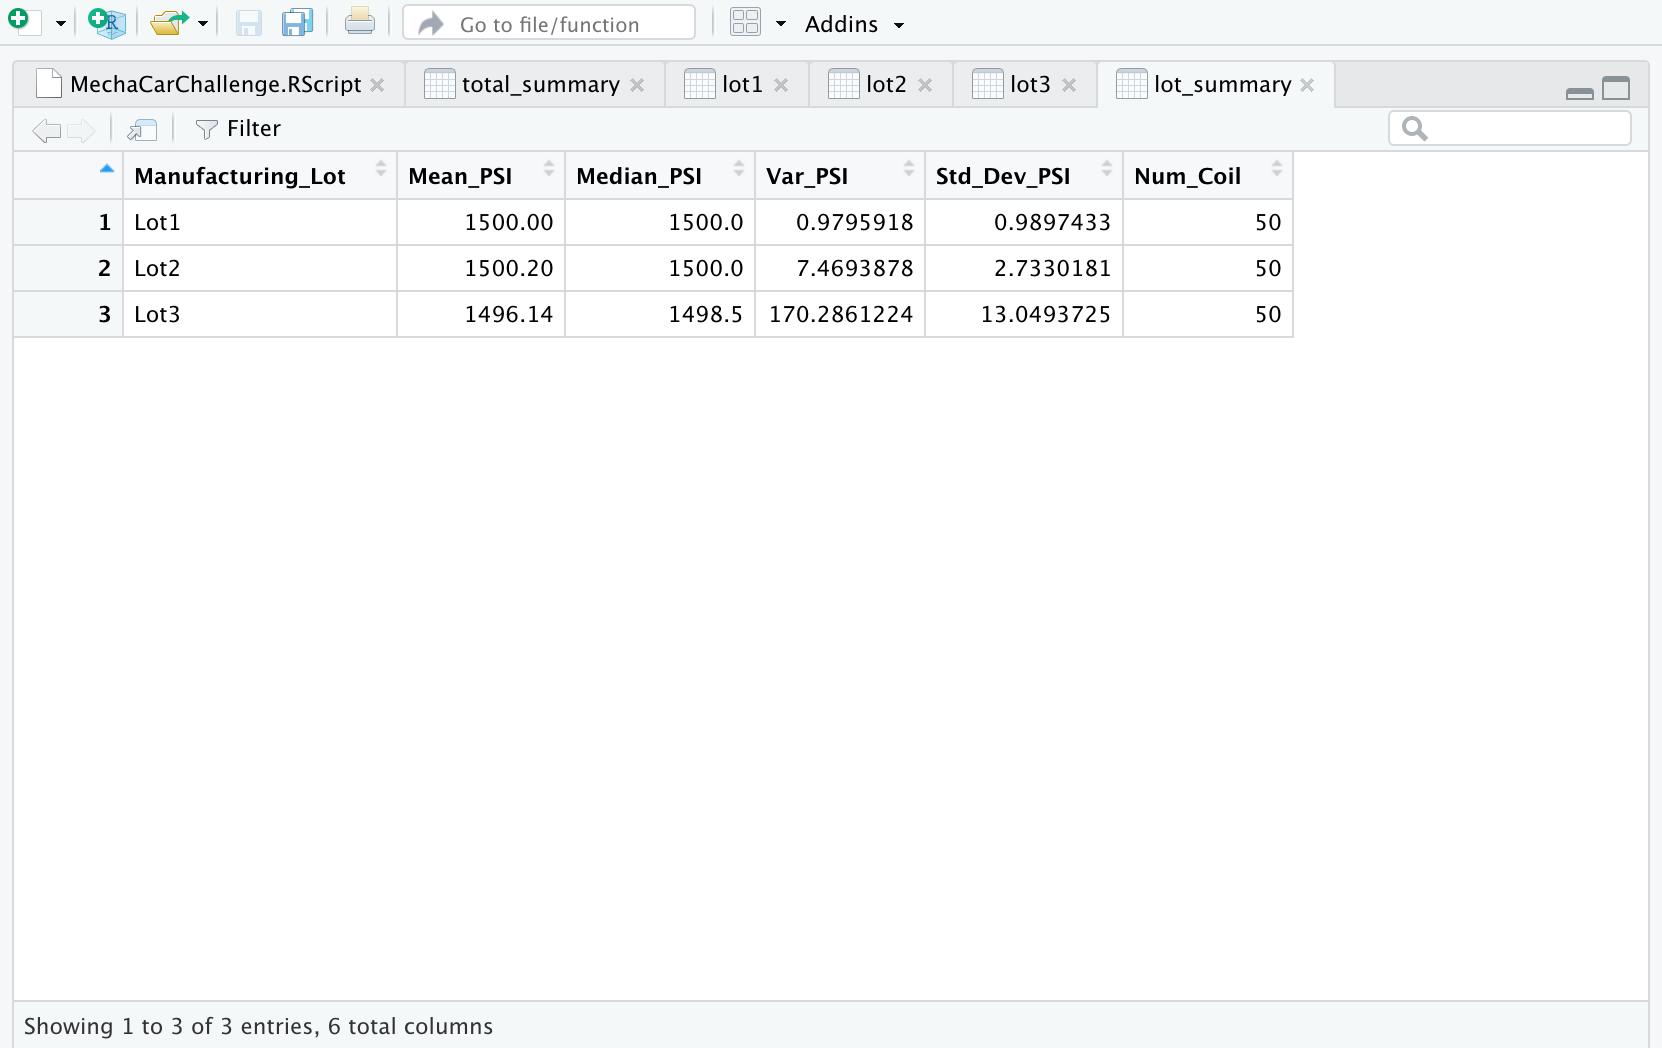 Go to file/function Addins
MechaCarChallenge.RScript total_summary lot1 lot2 lot3 lot_summary
Filter
Manufacturing_Lot Mean_PSI Median_PSI Var_PSI Std_Dev_PSI Num_Coil
1 Lot1 1500.00 1500.0 0.9795918 0.9897433 50
2 Lot2 1500.20 1500.0 7.4693878 2.7330181 50
3 Lot3 1496.14 1498.5 170.2861224 13.0493725 50
Showing 1 to 3 of 3 entries, 6 total columns